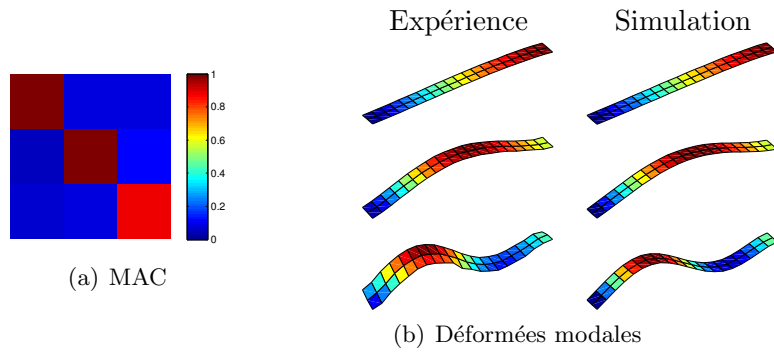 Expérience
Simulation
1
0.8
0.6
0.4
0.2
0
(a) MAC
(b) Déformées modales